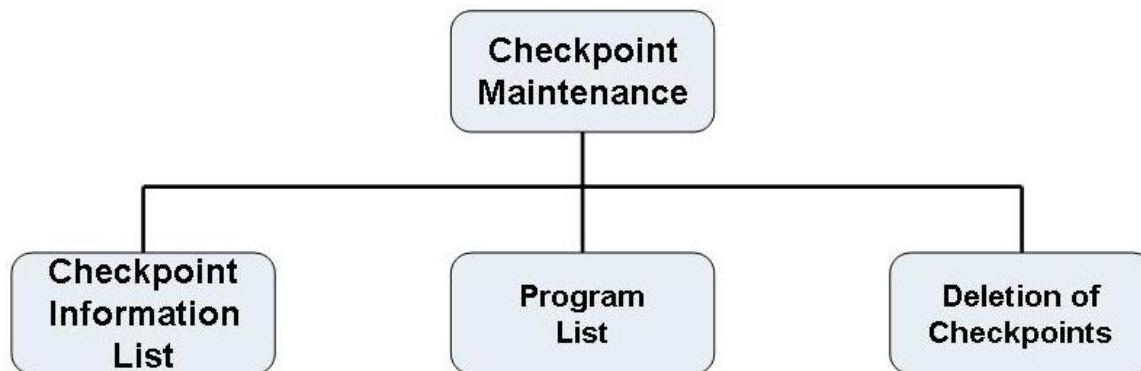 Checkpoint
Maintenance
Checkpoint
Information
List
Program
List
Deletion of
Checkpoints